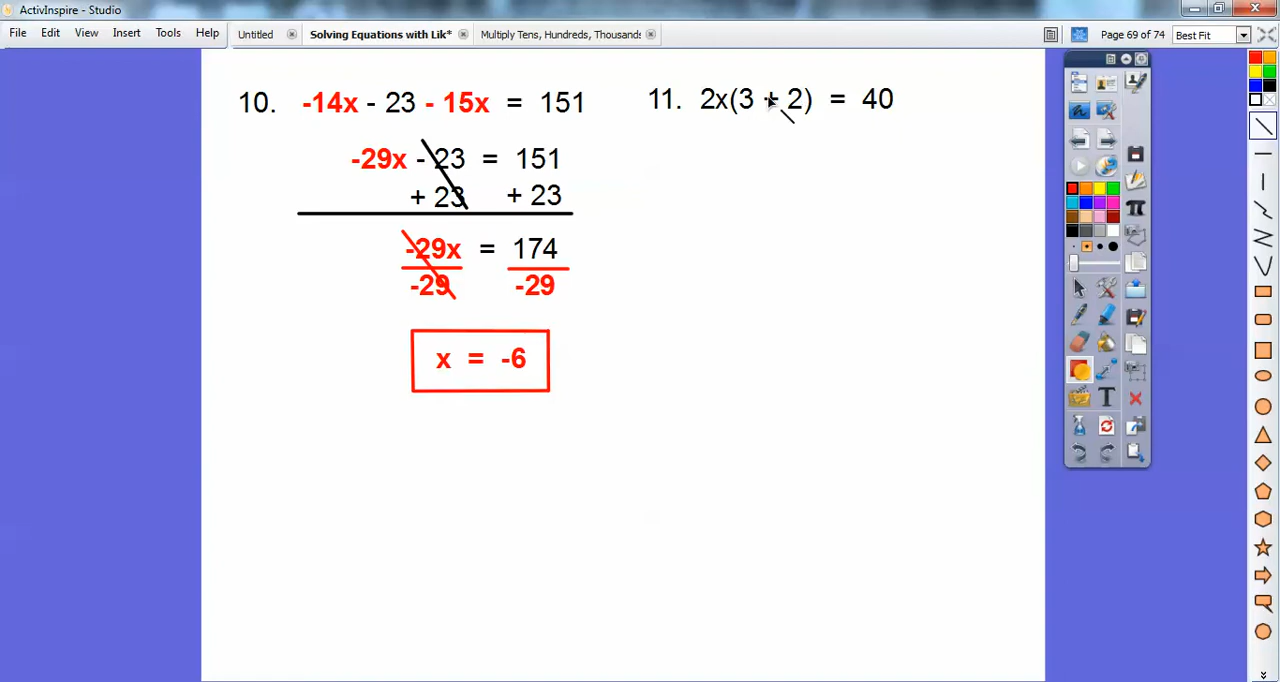 ActivInspire - Studio
File Edit View Insert Tools Help Untitled Solving Equations with Lik* Multiply Tens, Hundreds, Thousands Page 69 of 74 Best Fit
10. -14x - 23 - 15x = 151
-29x - 23 = 151
+ 23 + 23
-29x = 174
-29 -29
x = -6
11. 2x(3 + 2) = 40